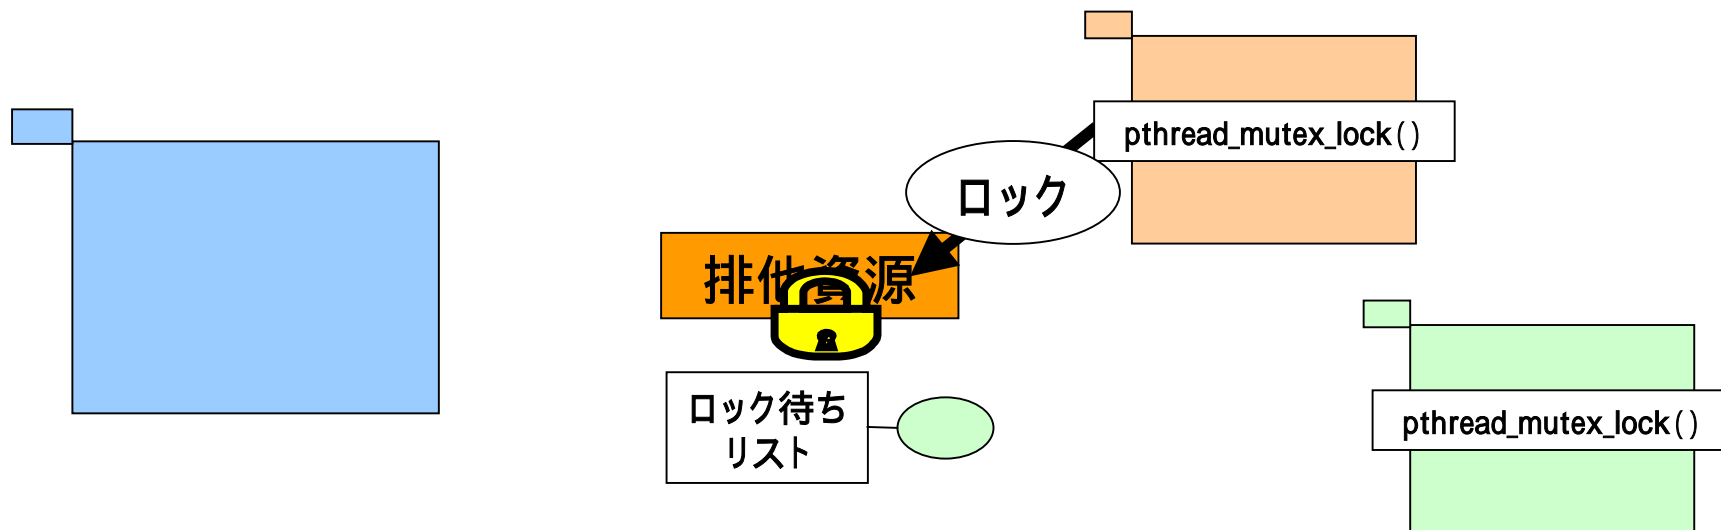 pthread_mutex_lock()
ロック
排他資源
ロック待ち
リスト
pthread_mutex_lock()